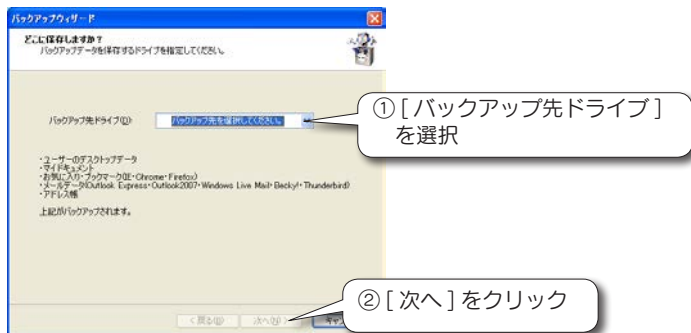 バックアップウィザード
どこに保存しますか？
バックアップデータを保存するドライブを指定してください。
バックアップ先ドライブ(D):
バックアップ先を選択してください。
① [ バックアップ先ドライブ ]
を選択
・ユーザーのデスクトップデータ
・マイドキュメント
・お気に入り・ブックマーク(IE・Chrome・Firefox)
・メールデータ(Outlook Express・Outlook2007・Windows Live Mail・Becky!・Thunderbird)
・アドレス帳
上記がバックアップされます。
② [ 次へ ] をクリック
< 戻る(B)
次へ(N) >
キャ